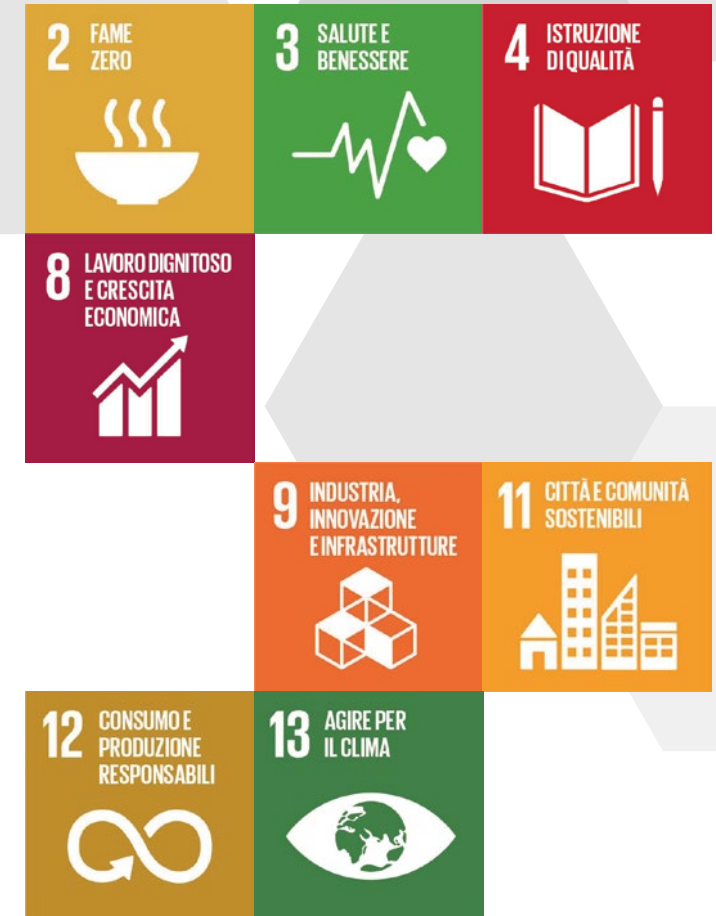 2 FAME
ZERO
3 SALUTE E
BENESSERE
4 ISTRUZIONE
DI QUALITÀ
8 LAVORO DIGNITOSO
E CRESCITA
ECONOMICA
9 INDUSTRIA,
INNOVAZIONE
E INFRASTRUTTURE
11 CITTÀ E COMUNITÀ
SOSTENIBILI
12 CONSUMO E
PRODUZIONE
RESPONSABILI
13 AGIRE PER
IL CLIMA